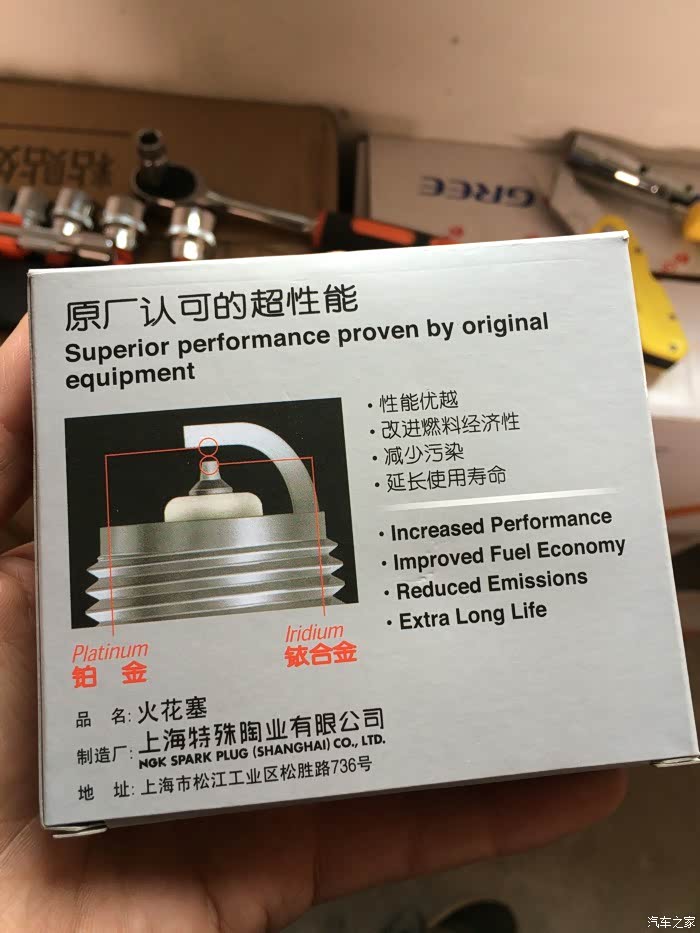 粘贴处
GREE
原厂认可的超性能
Superior performance proven by original
equipment
·性能优越
·改进燃料经济性
·减少污染
·延长使用寿命
·Increased Performance
·Improved Fuel Economy
·Reduced Emissions
·Extra Long Life
Platinum
铂 金
Iridium
铱合金
品 名:火花塞
制造厂:上海特殊陶业有限公司
NGK SPARK PLUG (SHANGHAI) CO., LTD.
地 址:上海市松江工业区松胜路736号
汽车之家